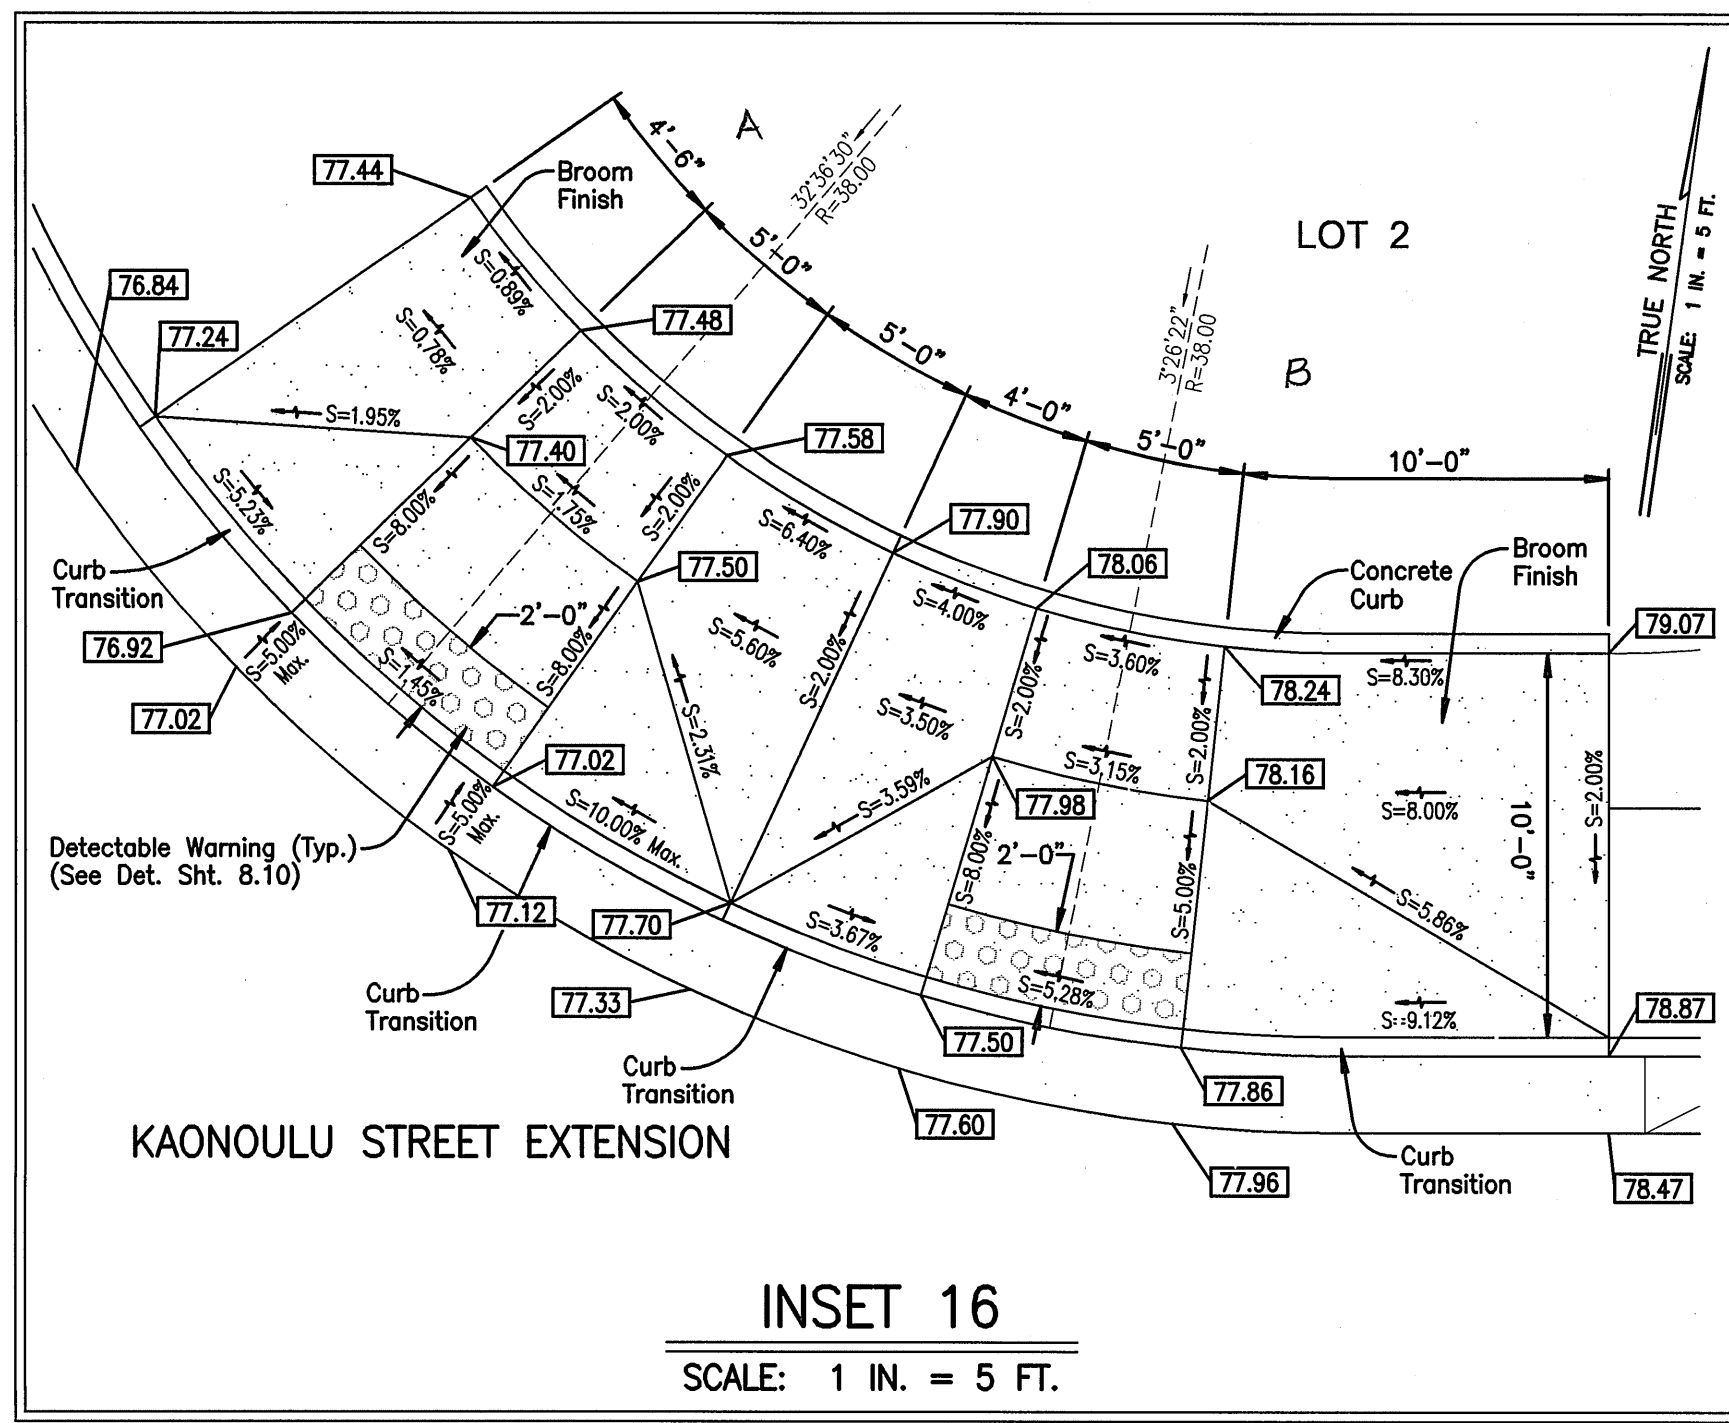 A
4'-6"
32°36'30"
R=38.00
77.44
Broom
Finish
5'-0"
LOT 2
TRUE NORTH
SCALE: 1 IN. = 5 FT.
S=0.89%
76.84
S=0.78%
77.24
77.48
5'-0"
3°26'22"
R=38.00
B
S=1.95%
S=2.00%
S=2.00%
77.58
4'-0"
5'-0"
10'-0"
77.40
S=5.23%
S=8.00%
S=1.75%
S=2.00%
S=6.40%
77.90
Curb
Transition
77.50
78.06
Concrete
Curb
Broom
Finish
2'-0"
S=5.60%
S=4.00%
79.07
76.92
S=5.00%
Max.
S=1.45%
S=8.00%
S=2.00%
S=2.00%
S=3.60%
S=8.30%
78.24
77.02
S=2.31%
S=3.50%
S=2.00%
77.02
S=3.15%
78.16
S=2.00%
S=5.00%
Max.
S=10.00% Max.
S=3.59%
77.98
S=8.00%
10'-0"
Detectable Warning (Typ.)
(See Det. Sht. 8.10)
S=8.00%
2'-0"
S=5.00%
S=5.86%
77.12
77.70
S=3.67%
Curb
Transition
77.33
S=5.28%
S=9.12%
78.87
77.50
Curb
Transition
77.86
KAONOULU STREET EXTENSION
77.60
Curb
Transition
77.96
78.47
INSET 16
SCALE: 1 IN. = 5 FT.